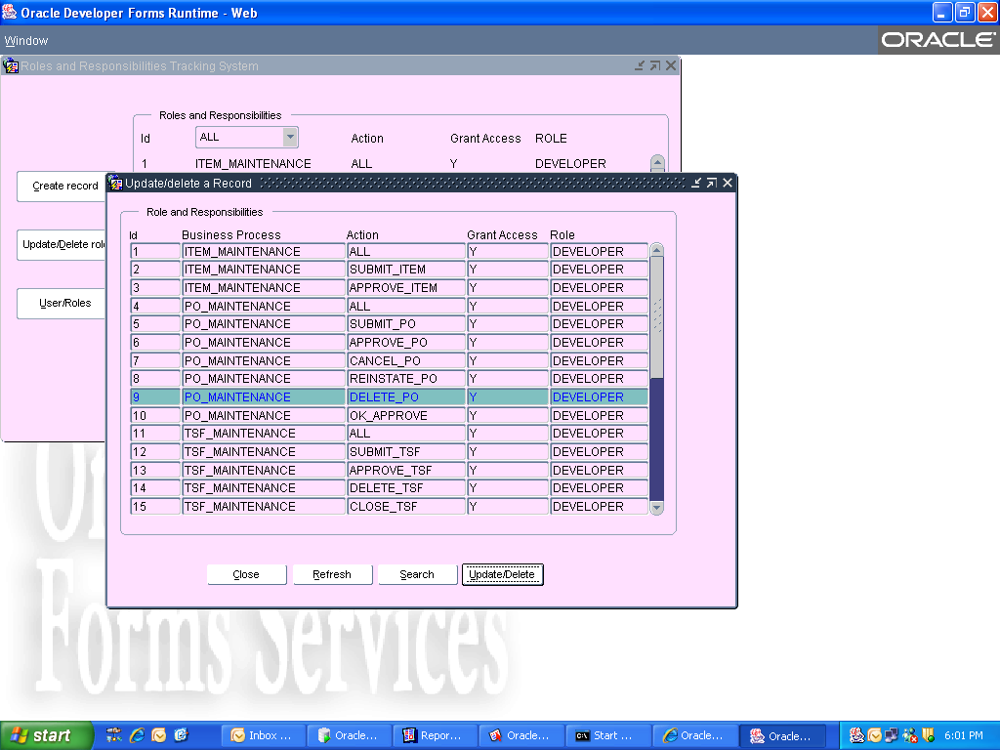 Oracle Developer Forms Runtime - Web
Window
ORACLE
Roles and Responsibilities Tracking System
Roles and Responsibilities
Id ALL Action Grant Access ROLE
1 ITEM_MAINTENANCE ALL Y DEVELOPER
Create record
Update/Delete role
User/Roles
Update/delete a Record
Role and Responsibilities
Id Business Process Action Grant Access Role
1 ITEM_MAINTENANCE ALL Y DEVELOPER
2 ITEM_MAINTENANCE SUBMIT_ITEM Y DEVELOPER
3 ITEM_MAINTENANCE APPROVE_ITEM Y DEVELOPER
4 PO_MAINTENANCE ALL Y DEVELOPER
5 PO_MAINTENANCE SUBMIT_PO Y DEVELOPER
6 PO_MAINTENANCE APPROVE_PO Y DEVELOPER
7 PO_MAINTENANCE CANCEL_PO Y DEVELOPER
8 PO_MAINTENANCE REINSTATE_PO Y DEVELOPER
9 PO_MAINTENANCE DELETE_PO Y DEVELOPER
10 PO_MAINTENANCE OK_APPROVE Y DEVELOPER
11 TSF_MAINTENANCE ALL Y DEVELOPER
12 TSF_MAINTENANCE SUBMIT_TSF Y DEVELOPER
13 TSF_MAINTENANCE APPROVE_TSF Y DEVELOPER
14 TSF_MAINTENANCE DELETE_TSF Y DEVELOPER
15 TSF_MAINTENANCE CLOSE_TSF Y DEVELOPER
Close Refresh Search Update/Delete
Forms Services
start Inbox ... Oracle... Repor... Oracle... Start ... Oracle... Oracle... 6:01 PM